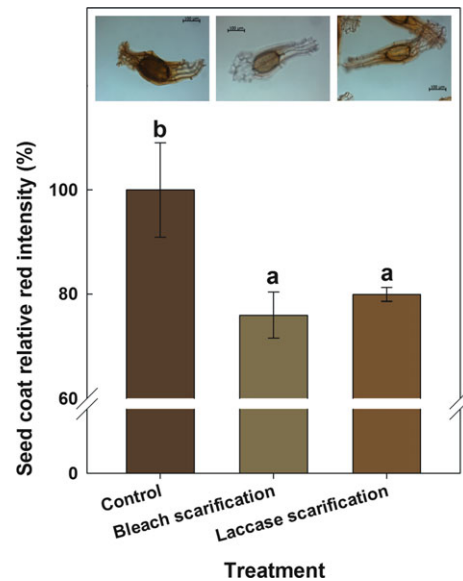 b
a
a
Seed coat relative red intensity (%)
100
80
60
0
Control
Bleach scarification
Laccase scarification
Treatment